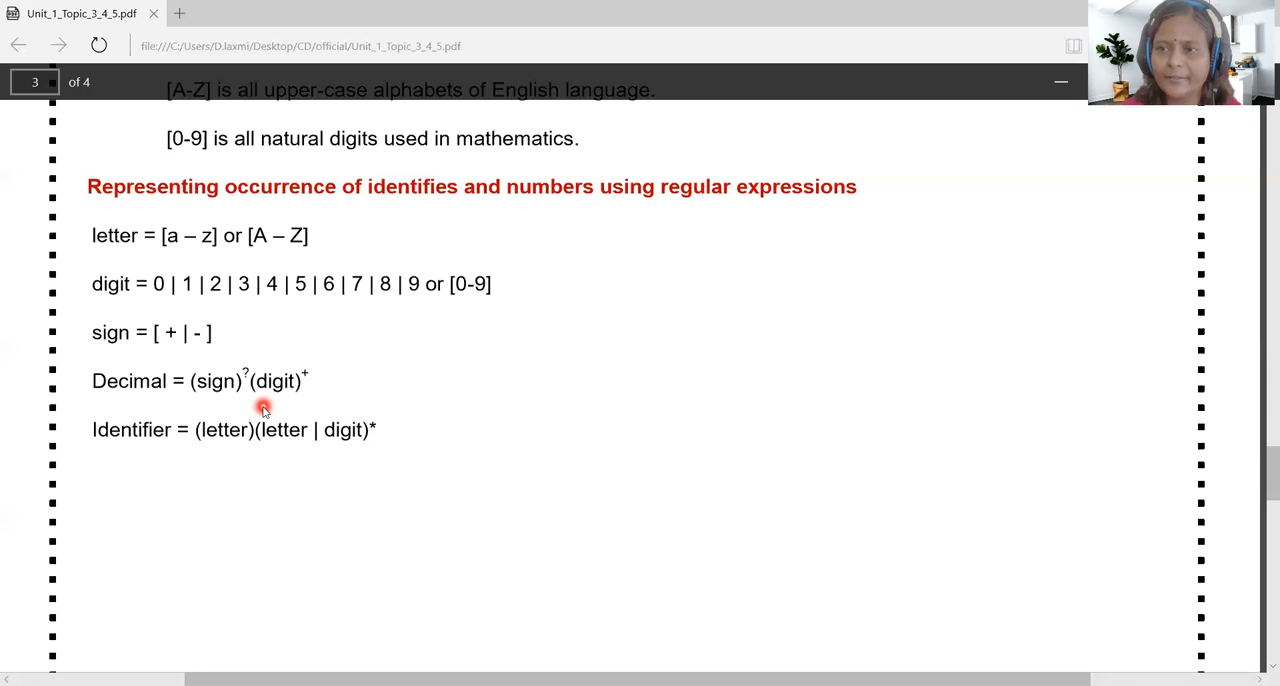 Unit_1_Topic_3_4_5.pdf
file:///C:/Users/D.laxmi/Desktop/CD/official/Unit_1_Topic_3_4_5.pdf
3 of 4
[A-Z] is all upper-case alphabets of English language.
[0-9] is all natural digits used in mathematics.
Representing occurrence of identifies and numbers using regular expressions
letter = [a – z] or [A – Z]
digit = 0 | 1 | 2 | 3 | 4 | 5 | 6 | 7 | 8 | 9 or [0-9]
sign = [ + | - ]
Decimal = (sign)?(digit)+
Identifier = (letter)(letter | digit)*